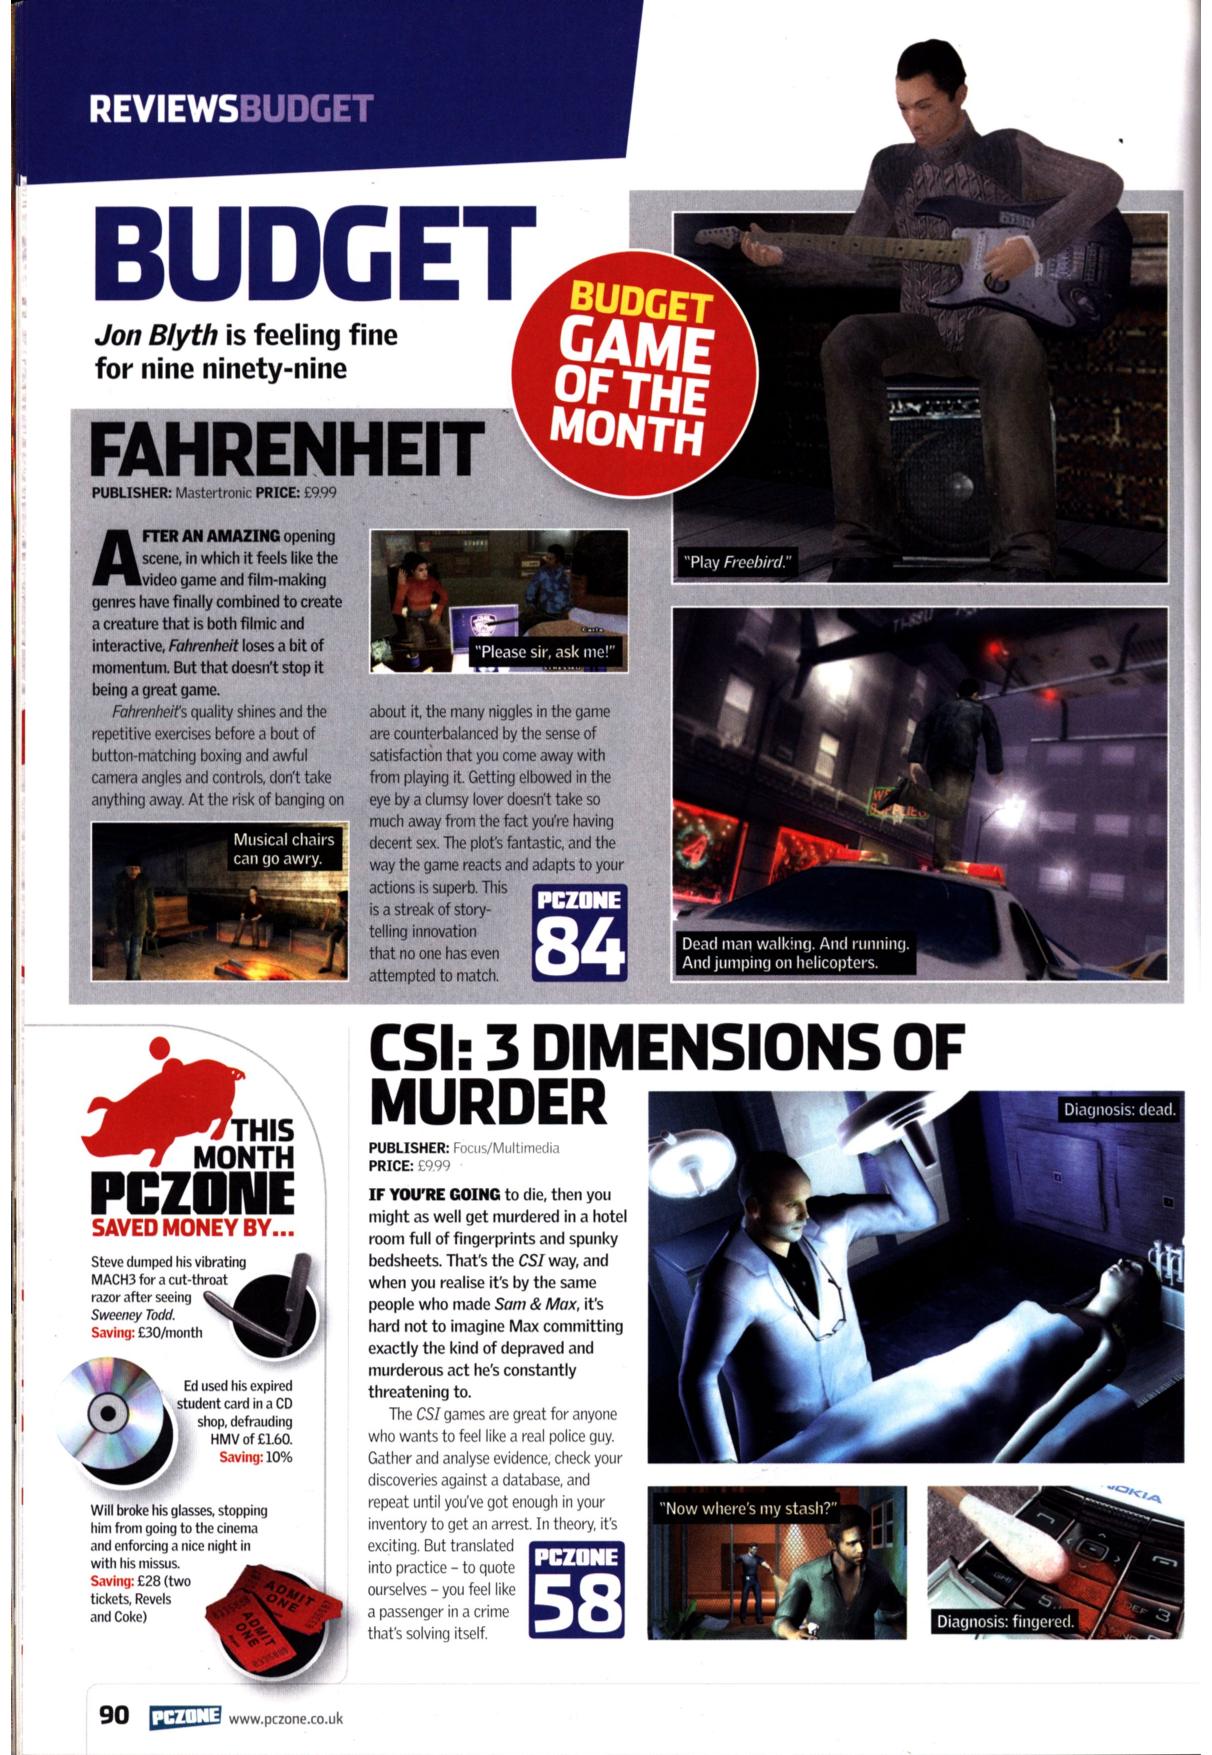 REVIEWSBUDGET
BUDGET
Jon Blyth is feeling fine
for nine ninety-nine
BUDGET
GAME
OF THE
MONTH
"Play Freebird."
FAHRENHEIT
PUBLISHER: Mastertronic PRICE: £9.99
AFTER AN AMAZING opening
scene, in which it feels like the
video game and film-making
genres have finally combined to create
a creature that is both filmic and
interactive, Fahrenheit loses a bit of
momentum. But that doesn't stop it
being a great game.
Fahrenheit's quality shines and the
repetitive exercises before a bout of
button-matching boxing and awful
camera angles and controls, don't take
anything away. At the risk of banging on
Musical chairs
can go awry.
"Please sir, ask me!"
about it, the many niggles in the game
are counterbalanced by the sense of
satisfaction that you come away with
from playing it. Getting elbowed in the
eye by a clumsy lover doesn't take so
much away from the fact you're having
decent sex. The plot's fantastic, and the
way the game reacts and adapts to your
actions is superb. This
is a streak of story-
telling innovation
that no one has even
attempted to match.
PCZONE
84
Dead man walking. And running.
And jumping on helicopters.
THIS
MONTH
PCZONE
SAVED MONEY BY...
Steve dumped his vibrating
MACH3 for a cut-throat
razor after seeing
Sweeney Todd.
Saving: £30/month
Ed used his expired
student card in a CD
shop, defrauding
HMV of £1.60.
Saving: 10%
Will broke his glasses, stopping
him from going to the cinema
and enforcing a nice night in
with his missus.
Saving: £28 (two
tickets, Revels
and Coke)
ADMIT
ONE
ADMIT
ONE
CSI: 3 DIMENSIONS OF
MURDER
PUBLISHER: Focus/Multimedia
PRICE: £9.99
IF YOU'RE GOING to die, then you
might as well get murdered in a hotel
room full of fingerprints and spunky
bedsheets. That's the CSI way, and
when you realise it's by the same
people who made Sam & Max, it's
hard not to imagine Max committing
exactly the kind of depraved and
murderous act he's constantly
threatening to.
The CSI games are great for anyone
who wants to feel like a real police guy.
Gather and analyse evidence, check your
discoveries against a database, and
repeat until you've got enough in your
inventory to get an arrest. In theory, it's
exciting. But translated
into practice – to quote
ourselves – you feel like
a passenger in a crime
that's solving itself.
PCZONE
58
Diagnosis: dead.
"Now where's my stash?"
NOKIA
DEF 3
Diagnosis: fingered.
90 PCZONE www.pczone.co.uk